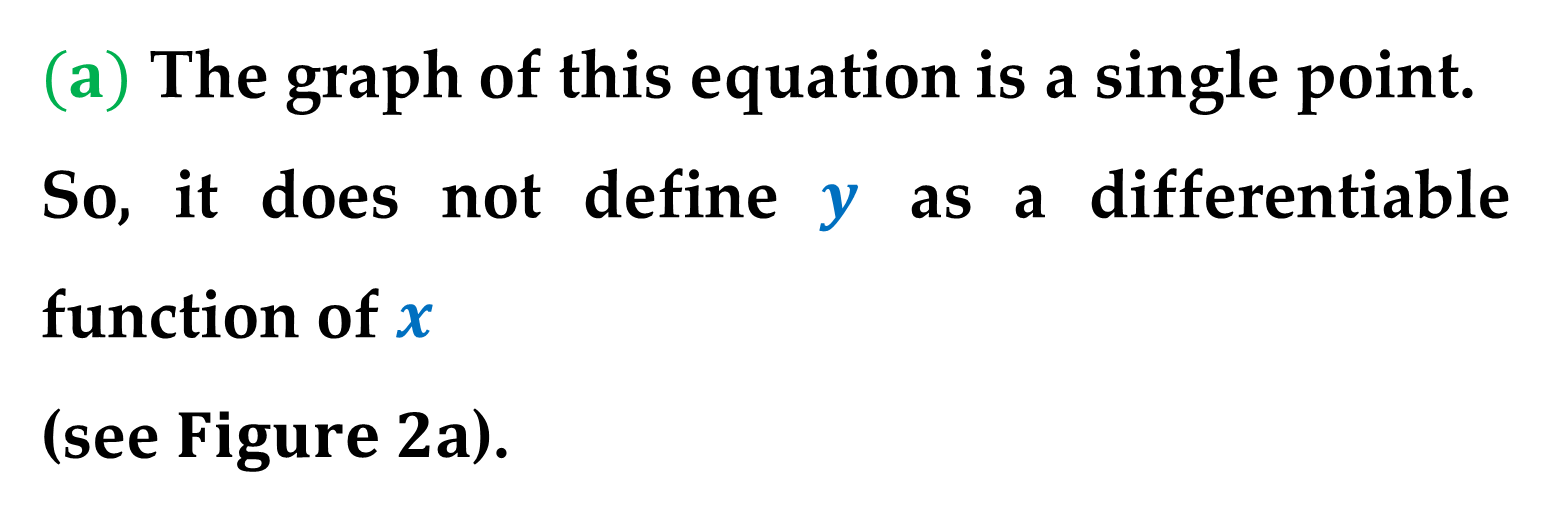 (a) The graph of this equation is a single point.
So, it does not define y as a differentiable
function of x
(see Figure 2a).